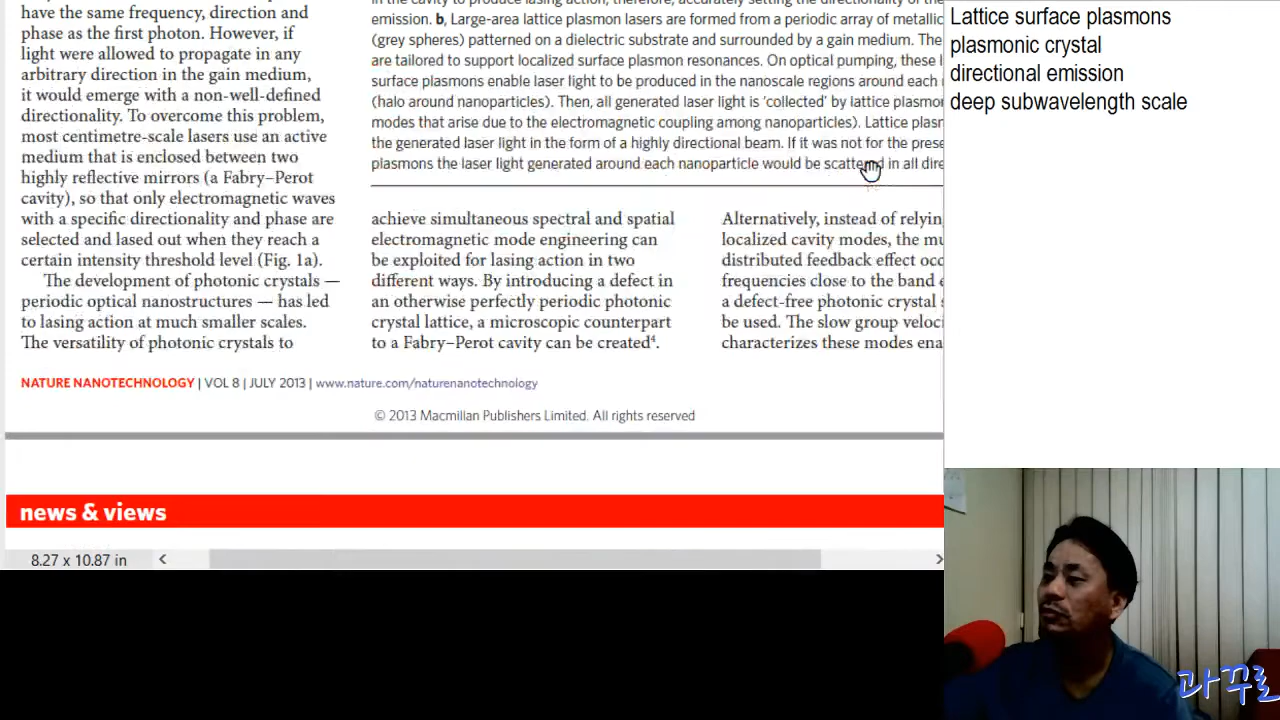 have the same frequency, direction and
phase as the first photon. However, if
light were allowed to propagate in any
arbitrary direction in the gain medium,
it would emerge with a non-well-defined
directionality. To overcome this problem,
most centimetre-scale lasers use an active
medium that is enclosed between two
highly reflective mirrors (a Fabry–Perot
cavity), so that only electromagnetic waves
with a specific directionality and phase are
selected and lased out when they reach a
certain intensity threshold level (Fig. 1a).
The development of photonic crystals —
periodic optical nanostructures — has led
to lasing action at much smaller scales.
The versatility of photonic crystals to
in the cavity to produce lasing action, therefore, accurately setting the directionality of the
emission. b, Large-area lattice plasmon lasers are formed from a periodic array of metallic
(grey spheres) patterned on a dielectric substrate and surrounded by a gain medium. The
are tailored to support localized surface plasmon resonances. On optical pumping, these l
surface plasmons enable laser light to be produced in the nanoscale regions around each
(halo around nanoparticles). Then, all generated laser light is 'collected' by lattice plasmo
modes that arise due to the electromagnetic coupling among nanoparticles). Lattice plasr
the generated laser light in the form of a highly directional beam. If it was not for the prese
plasmons the laser light generated around each nanoparticle would be scattered in all dire
achieve simultaneous spectral and spatial
electromagnetic mode engineering can
be exploited for lasing action in two
different ways. By introducing a defect in
an otherwise perfectly periodic photonic
crystal lattice, a microscopic counterpart
to a Fabry–Perot cavity can be created⁴.
Alternatively, instead of relyin
localized cavity modes, the mu
distributed feedback effect occ
frequencies close to the band e
a defect-free photonic crystal s
be used. The slow group veloci
characterizes these modes ena
NATURE NANOTECHNOLOGY | VOL 8 | JULY 2013 | www.nature.com/naturenanotechnology
© 2013 Macmillan Publishers Limited. All rights reserved
news & views
8.27 x 10.87 in
Lattice surface plasmons
plasmonic crystal
directional emission
deep subwavelength scale
과꾸로